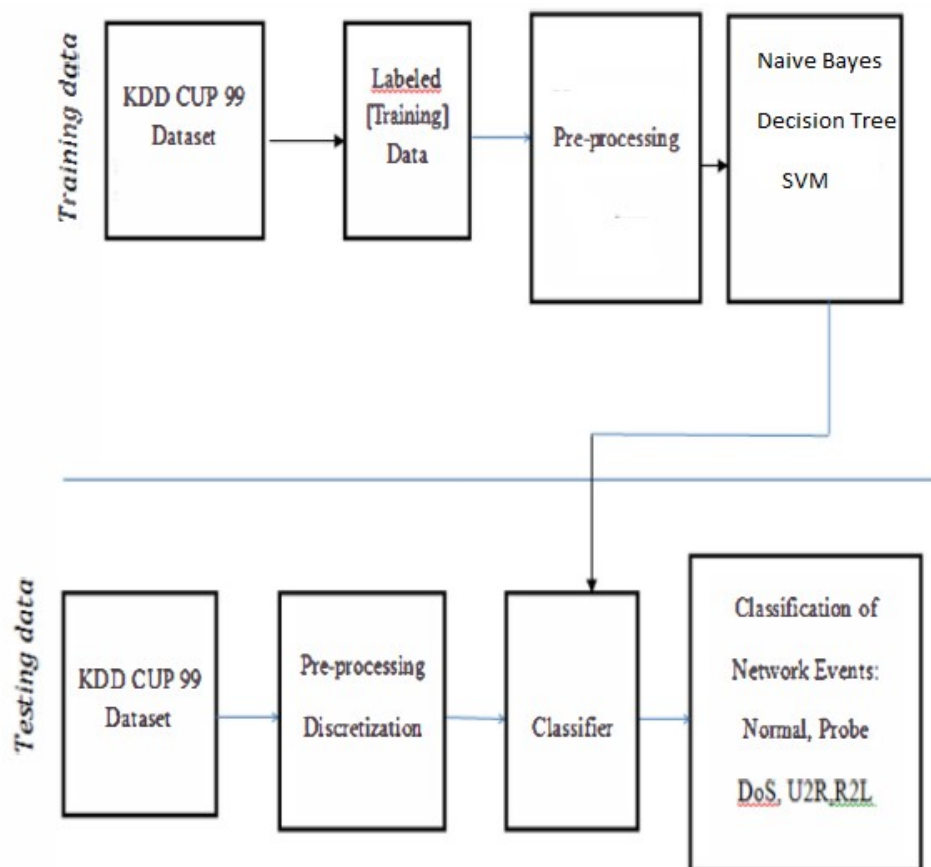 Training data
KDD CUP 99
Dataset
Labeled
[Training]
Data
Pre-processing
Naive Bayes
Decision Tree
SVM
Testing data
KDD CUP 99
Dataset
Pre-processing
Discretization
Classifier
Classification of
Network Events:
Normal, Probe
DoS, U2R,R2L